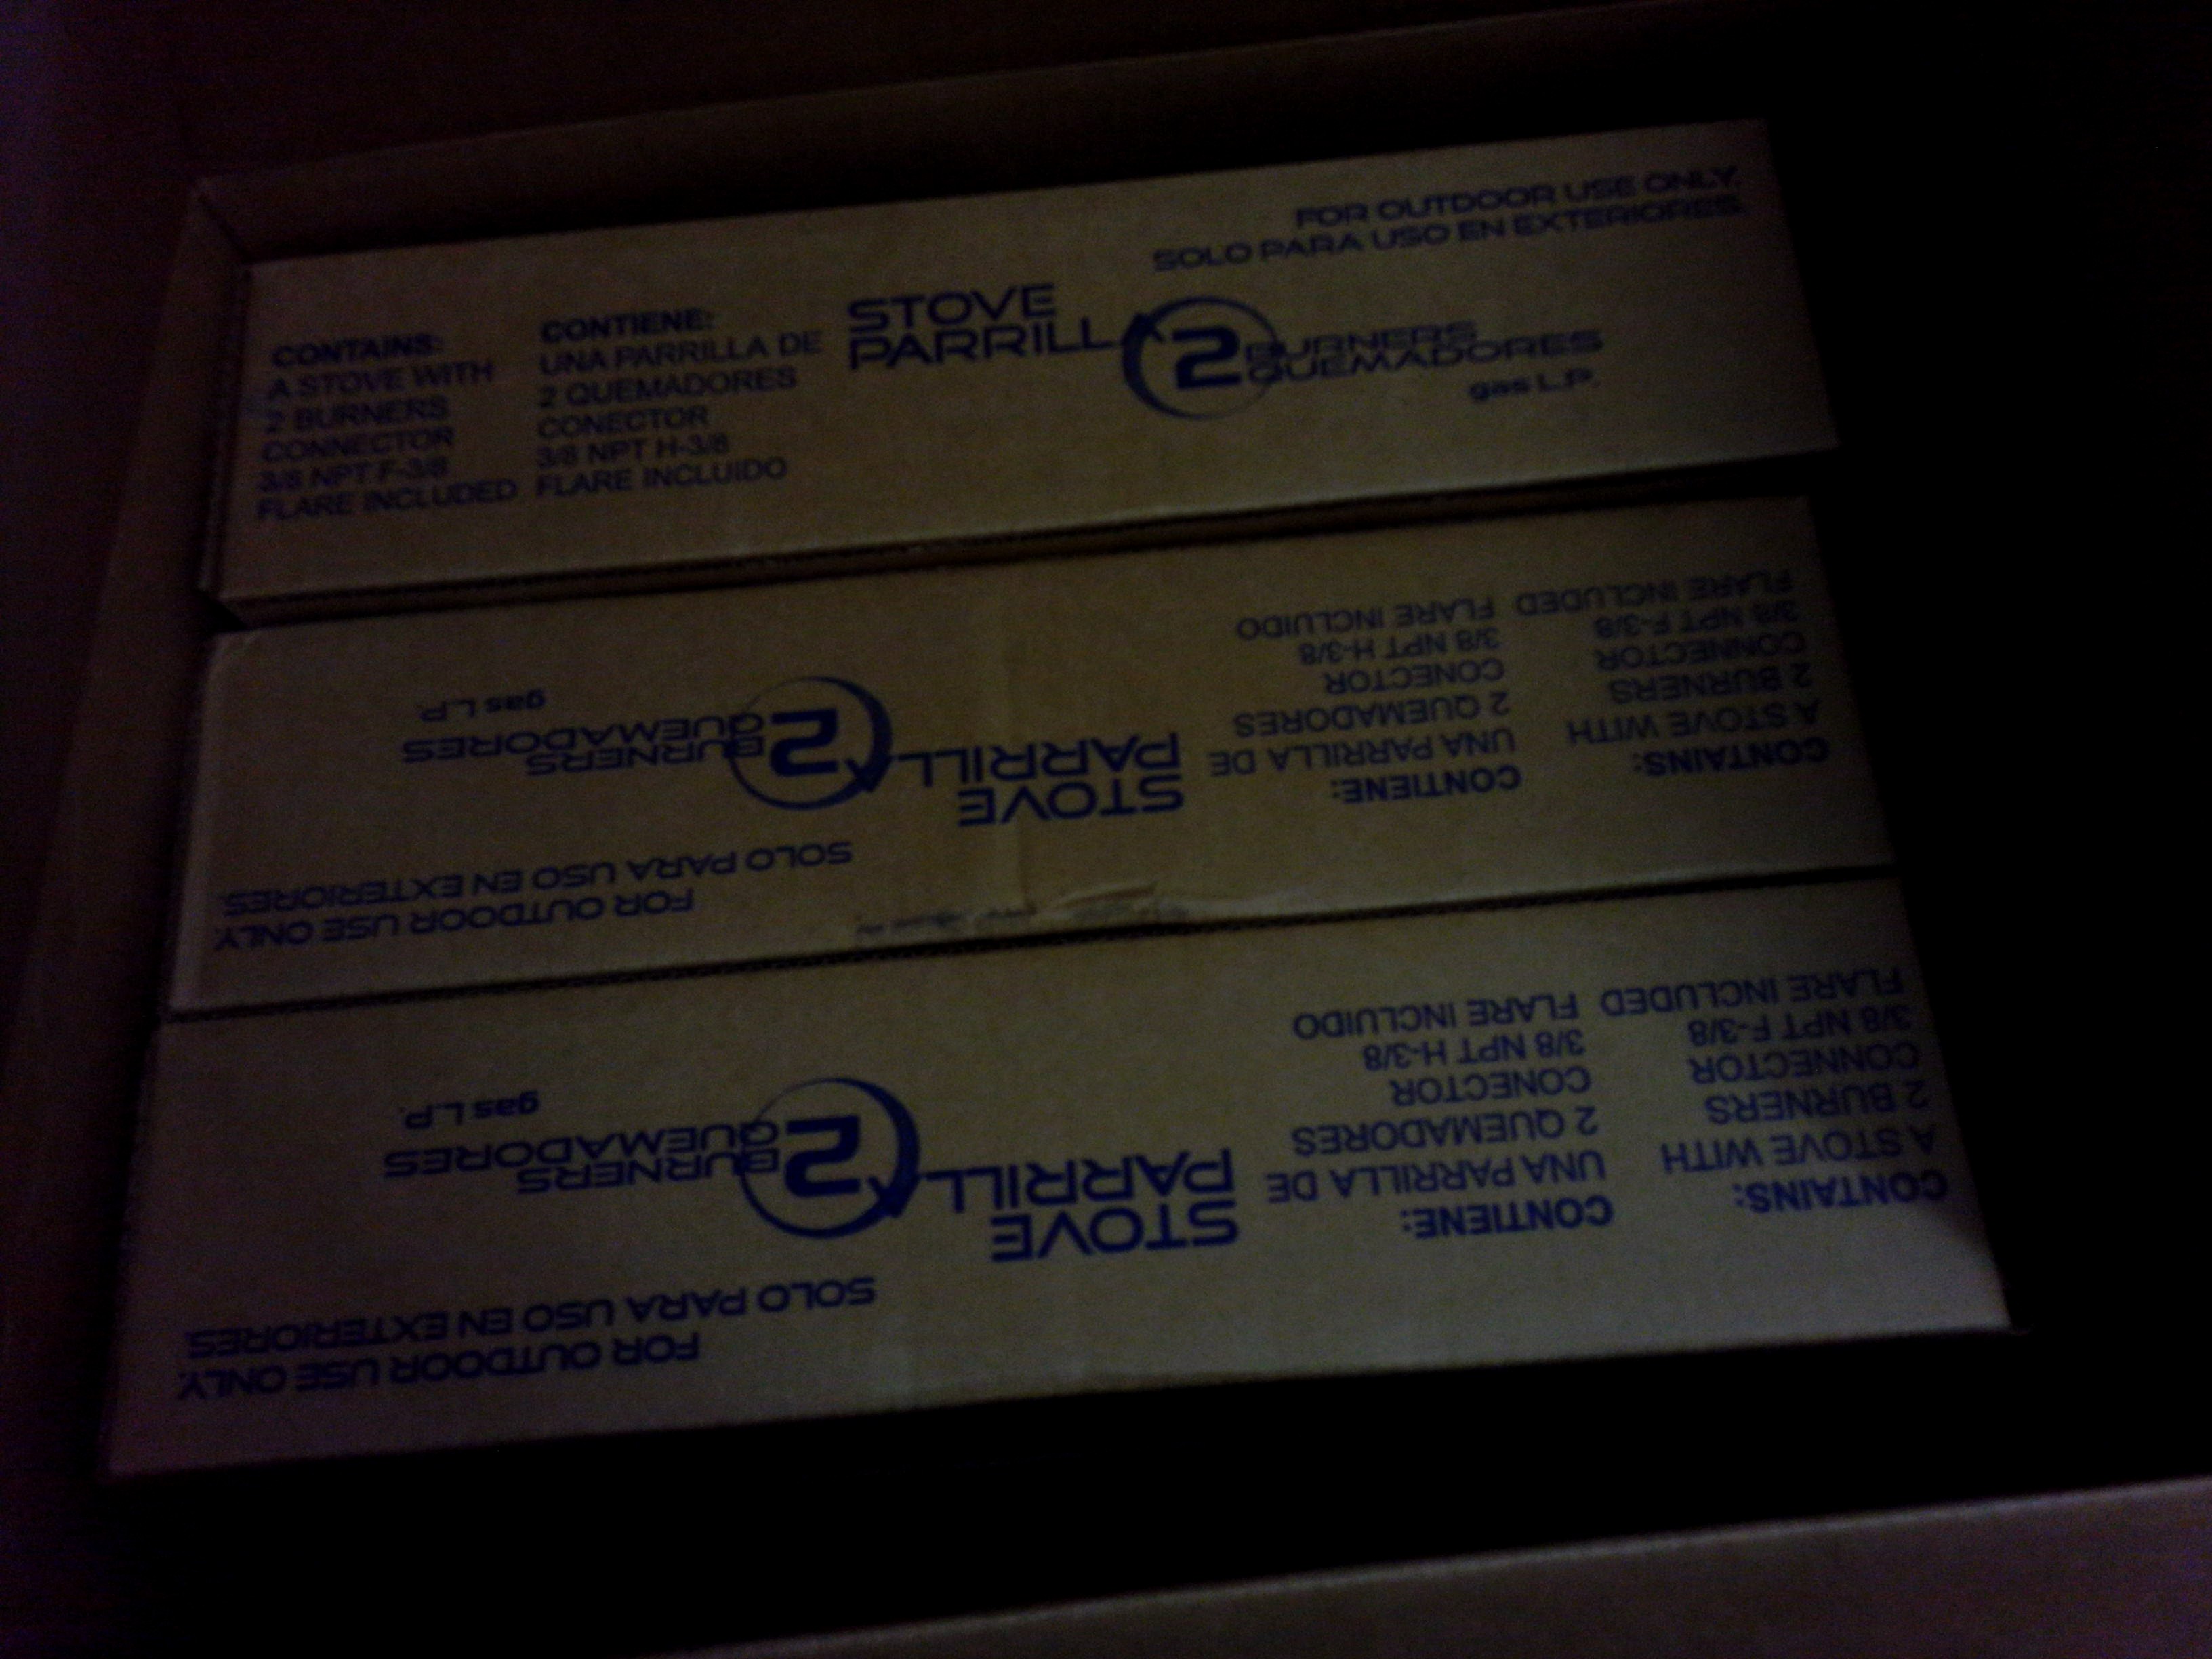 FOR OUTDOOR USE ONLY.
SOLO PARA USO EN EXTERIORES.
CONTAINS:
A STOVE WITH
2 BURNERS
CONNECTOR
3/8 NPT F-3/8
FLARE INCLUDED
CONTIENE:
UNA PARRILLA DE
2 QUEMADORES
CONECTOR
3/8 NPT H-3/8
FLARE INCLUIDO
STOVE
PARRILLA
2 BURNERS
QUEMADORES
gas L.P.
CONTAINS:
A STOVE WITH
2 BURNERS
CONNECTOR
3/8 NPT F-3/8
FLARE INCLUDED
CONTIENE:
UNA PARRILLA DE
2 QUEMADORES
CONECTOR
3/8 NPT H-3/8
FLARE INCLUIDO
STOVE
PARRILLA
2 BURNERS
QUEMADORES
gas L.P.
FOR OUTDOOR USE ONLY.
SOLO PARA USO EN EXTERIORES.
CONTAINS:
A STOVE WITH
2 BURNERS
CONNECTOR
3/8 NPT F-3/8
FLARE INCLUDED
CONTIENE:
UNA PARRILLA DE
2 QUEMADORES
CONECTOR
3/8 NPT H-3/8
FLARE INCLUIDO
STOVE
PARRILLA
2 BURNERS
QUEMADORES
gas L.P.
FOR OUTDOOR USE ONLY.
SOLO PARA USO EN EXTERIORES.